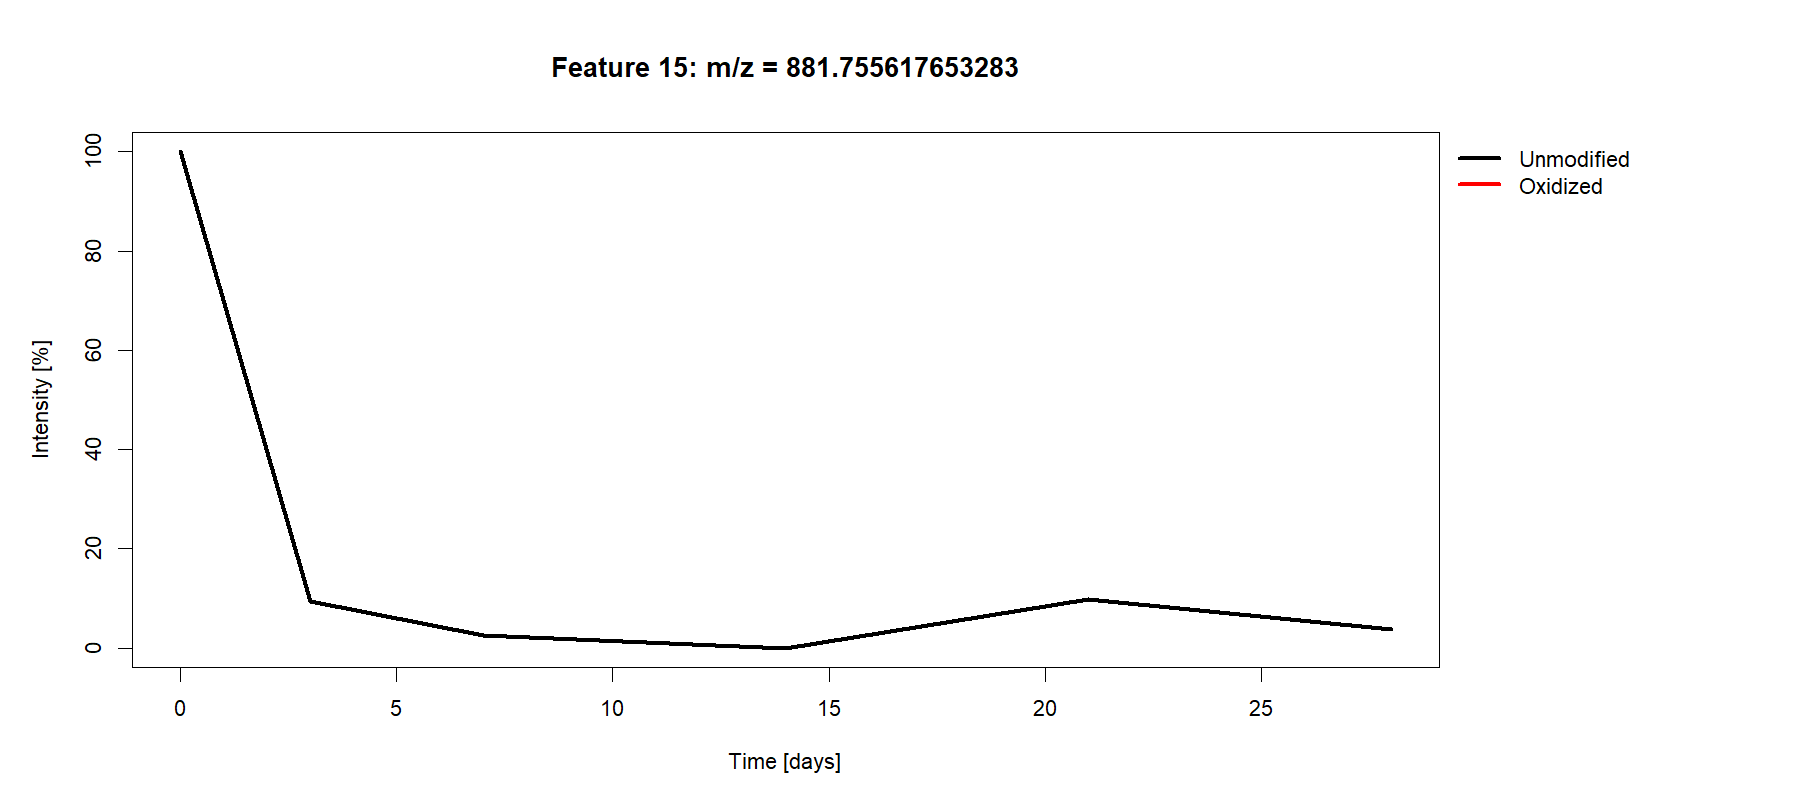 Feature 15: m/z = 881.755617653283
Unmodified
Oxidized
Intensity [%]
100
80
60
40
20
0
0 5 10 15 20 25
Time [days]